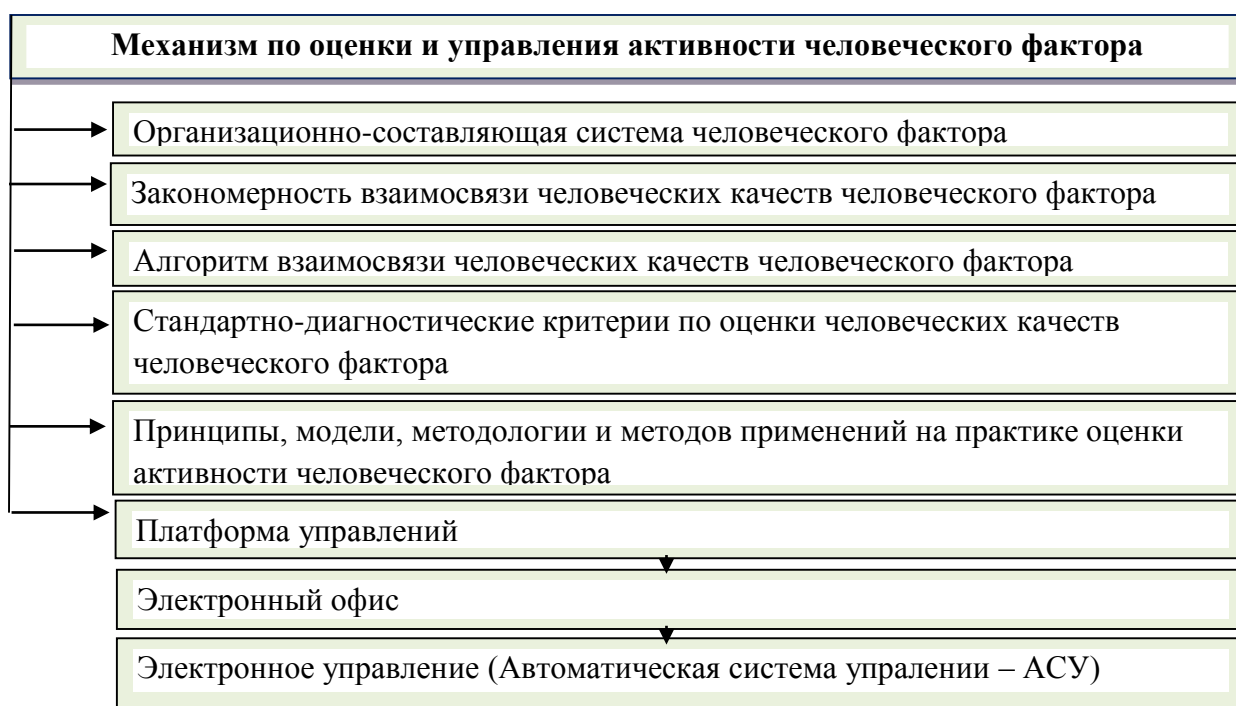 Механизм по оценки и управления активности человеческого фактора
Организационно-составляющая система человеческого фактора
Закономерность взаимосвязи человеческих качеств человеческого фактора
Алгоритм взаимосвязи человеческих качеств человеческого фактора
Стандартно-диагностические критерии по оценки человеческих качеств
человеческого фактора
Принципы, модели, методологии и методов применений на практике оценки
активности человеческого фактора
Платформа управлений
Электронный офис
Электронное управление (Автоматическая система упралении – АСУ)